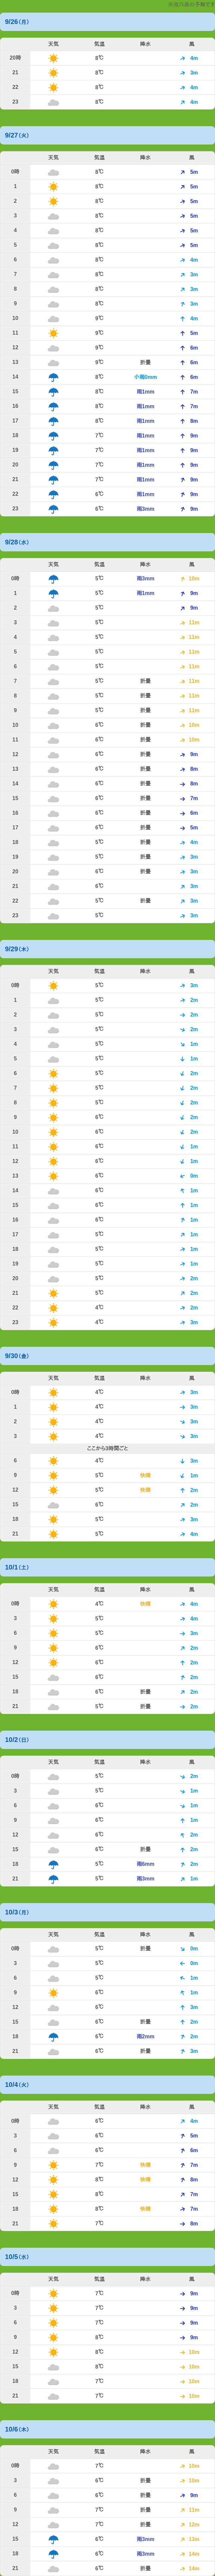 9/26(月)
天気 気温 降水 風
20時 8℃ 4m
21 8℃ 3m
22 8℃ 4m
23 8℃ 4m
9/27(火)
天気 気温 降水 風
0時 8℃ 5m
1 8℃ 5m
2 8℃ 5m
3 8℃ 5m
4 8℃ 5m
5 8℃ 5m
6 8℃ 4m
7 8℃ 3m
8 8℃ 3m
9 8℃ 3m
10 9℃ 4m
11 9℃ 5m
12 9℃ 6m
13 9℃ 折曇 6m
14 8℃ 小雨0mm 6m
15 8℃ 雨1mm 7m
16 8℃ 雨1mm 7m
17 8℃ 雨1mm 8m
18 7℃ 雨1mm 9m
19 7℃ 雨1mm 9m
20 7℃ 雨1mm 9m
21 7℃ 雨1mm 9m
22 6℃ 雨1mm 9m
23 6℃ 雨3mm 9m
9/28(水)
天気 気温 降水 風
0時 5℃ 雨3mm 10m
1 5℃ 雨1mm 9m
2 5℃ 9m
3 5℃ 11m
4 5℃ 11m
5 5℃ 11m
6 5℃ 11m
7 5℃ 折曇 11m
8 5℃ 折曇 11m
9 5℃ 折曇 11m
10 5℃ 折曇 10m
11 6℃ 折曇 10m
12 6℃ 折曇 9m
13 6℃ 折曇 8m
14 6℃ 折曇 8m
15 6℃ 折曇 7m
16 6℃ 折曇 6m
17 6℃ 折曇 5m
18 5℃ 折曇 4m
19 5℃ 折曇 3m
20 6℃ 折曇 3m
21 6℃ 3m
22 5℃ 折曇 3m
23 5℃ 3m
9/29(木)
天気 気温 降水 風
0時 5℃ 3m
1 5℃ 2m
2 5℃ 2m
3 5℃ 2m
4 5℃ 1m
5 5℃ 1m
6 5℃ 2m
7 5℃ 2m
8 5℃ 2m
9 6℃ 2m
10 6℃ 2m
11 6℃ 1m
12 6℃ 1m
13 6℃ 0m
14 6℃ 1m
15 6℃ 1m
16 6℃ 1m
17 5℃ 1m
18 5℃ 1m
19 5℃ 1m
20 5℃ 2m
21 5℃ 2m
22 4℃ 2m
23 4℃ 3m
9/30(金)
天気 気温 降水 風
0時 4℃ 3m
1 4℃ 3m
2 4℃ 3m
3 4℃ 3m
ここから3時間ごと
6 4℃ 3m
9 5℃ 快晴 1m
12 5℃ 快晴 2m
15 6℃ 2m
18 5℃ 3m
21 5℃ 4m
10/1(土)
天気 気温 降水 風
0時 4℃ 快晴 4m
3 5℃ 4m
6 5℃ 3m
9 6℃ 2m
12 6℃ 2m
15 6℃ 2m
18 6℃ 折曇 2m
21 5℃ 折曇 2m
10/2(日)
天気 気温 降水 風
0時 5℃ 2m
3 5℃ 1m
6 6℃ 1m
9 6℃ 1m
12 6℃ 2m
15 6℃ 折曇 2m
18 5℃ 雨6mm 2m
21 6℃ 雨3mm 1m
10/3(月)
天気 気温 降水 風
0時 5℃ 折曇 0m
3 5℃ 0m
6 5℃ 1m
9 6℃ 1m
12 6℃ 3m
15 6℃ 折曇 2m
18 6℃ 雨2mm 2m
21 6℃ 折曇 3m
10/4(火)
天気 気温 降水 風
0時 6℃ 4m
3 6℃ 5m
6 6℃ 6m
9 7℃ 快晴 7m
12 8℃ 快晴 8m
15 8℃ 7m
18 8℃ 快晴 7m
21 7℃ 8m
10/5(水)
天気 気温 降水 風
0時 7℃ 9m
3 7℃ 9m
6 7℃ 9m
9 8℃ 9m
12 8℃ 10m
15 8℃ 10m
18 7℃ 10m
21 7℃ 10m
10/6(木)
天気 気温 降水 風
0時 7℃ 10m
3 6℃ 折曇 10m
6 6℃ 折曇 9m
9 7℃ 折曇 11m
12 7℃ 折曇 12m
15 6℃ 雨3mm 13m
18 6℃ 雨3mm 14m
21 6℃ 折曇 14m